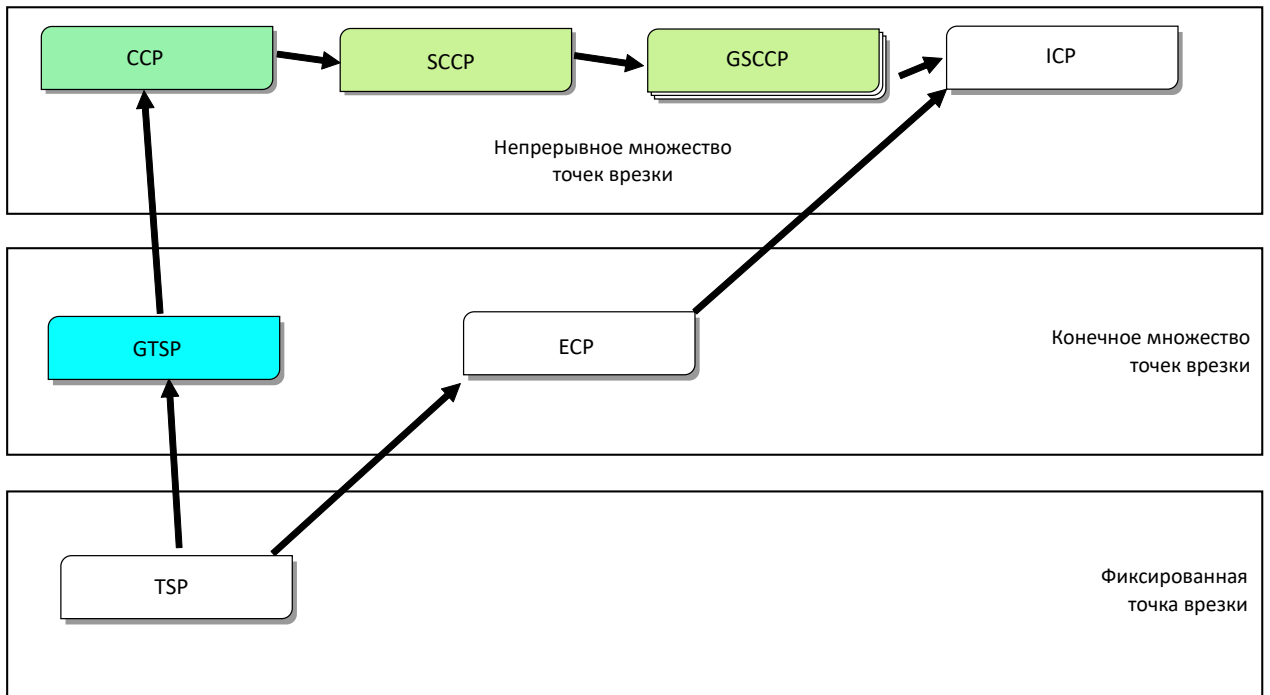 CCP
SCCP
GSCCP
ICP
Непрерывное множество
точек врезки
GTSP
ECP
Конечное множество
точек врезки
TSP
Фиксированная
точка врезки